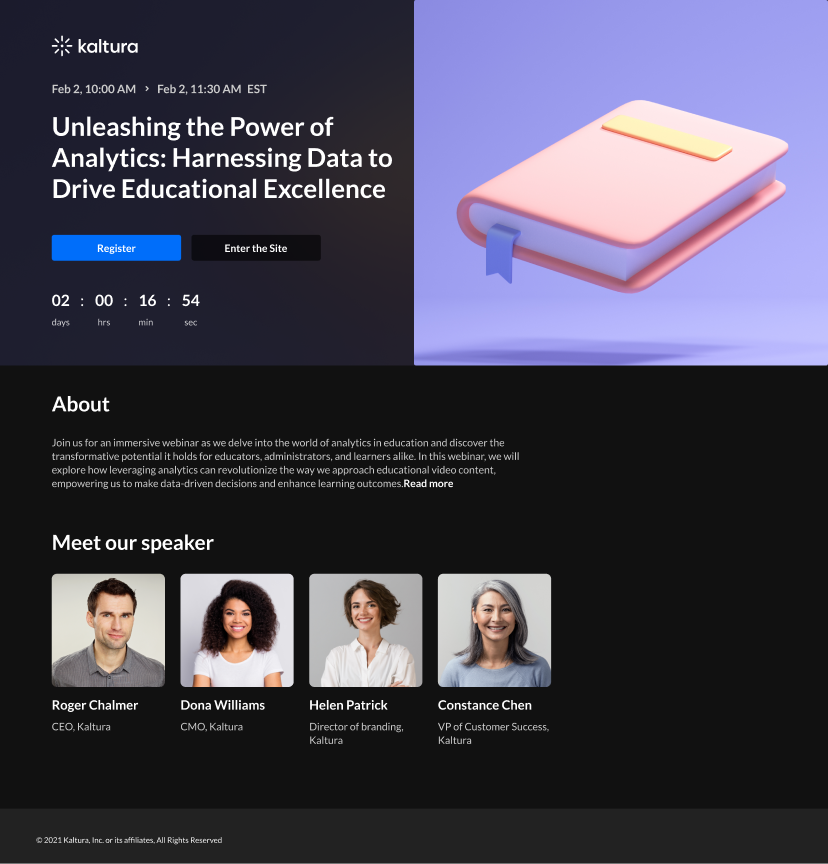 kaltura
Feb 2, 10:00 AM > Feb 2, 11:30 AM EST
Unleashing the Power of
Analytics: Harnessing Data to
Drive Educational Excellence
Register
Enter the Site
02 : 00 : 16 : 54
days hrs min sec
About
Join us for an immersive webinar as we delve into the world of analytics in education and discover the
transformative potential it holds for educators, administrators, and learners alike. In this webinar, we will
explore how leveraging analytics can revolutionize the way we approach educational video content,
empowering us to make data-driven decisions and enhance learning outcomes.Read more
Meet our speaker
Roger Chalmer
CEO, Kaltura
Dona Williams
CMO, Kaltura
Helen Patrick
Director of branding,
Kaltura
Constance Chen
VP of Customer Success,
Kaltura
© 2021 Kaltura, Inc. or its affiliates, All Rights Reserved